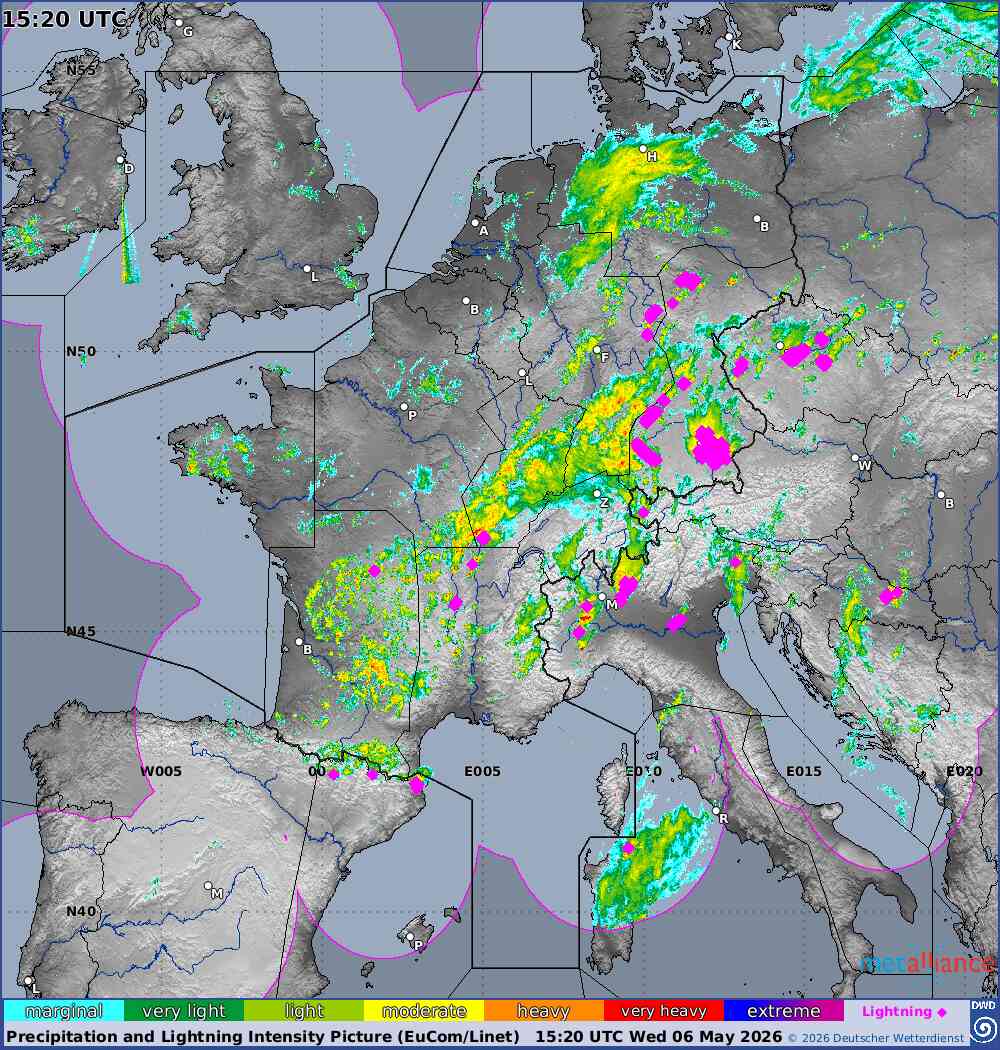 15:20 UTC
G
K
N55
H
D
B
A
L
B
N50
F
L
P
W
B
Z
M
N45
B
W005
00
E005
E010
E015
E020
R
M
N40
P
L
metalliance
marginal
very light
light
moderate
heavy
very heavy
extreme
Lightning
DWD
Precipitation and Lightning Intensity Picture (EuCom/Linet) 15:20 UTC Wed 06 May 2026 © 2026 Deutscher Wetterdienst